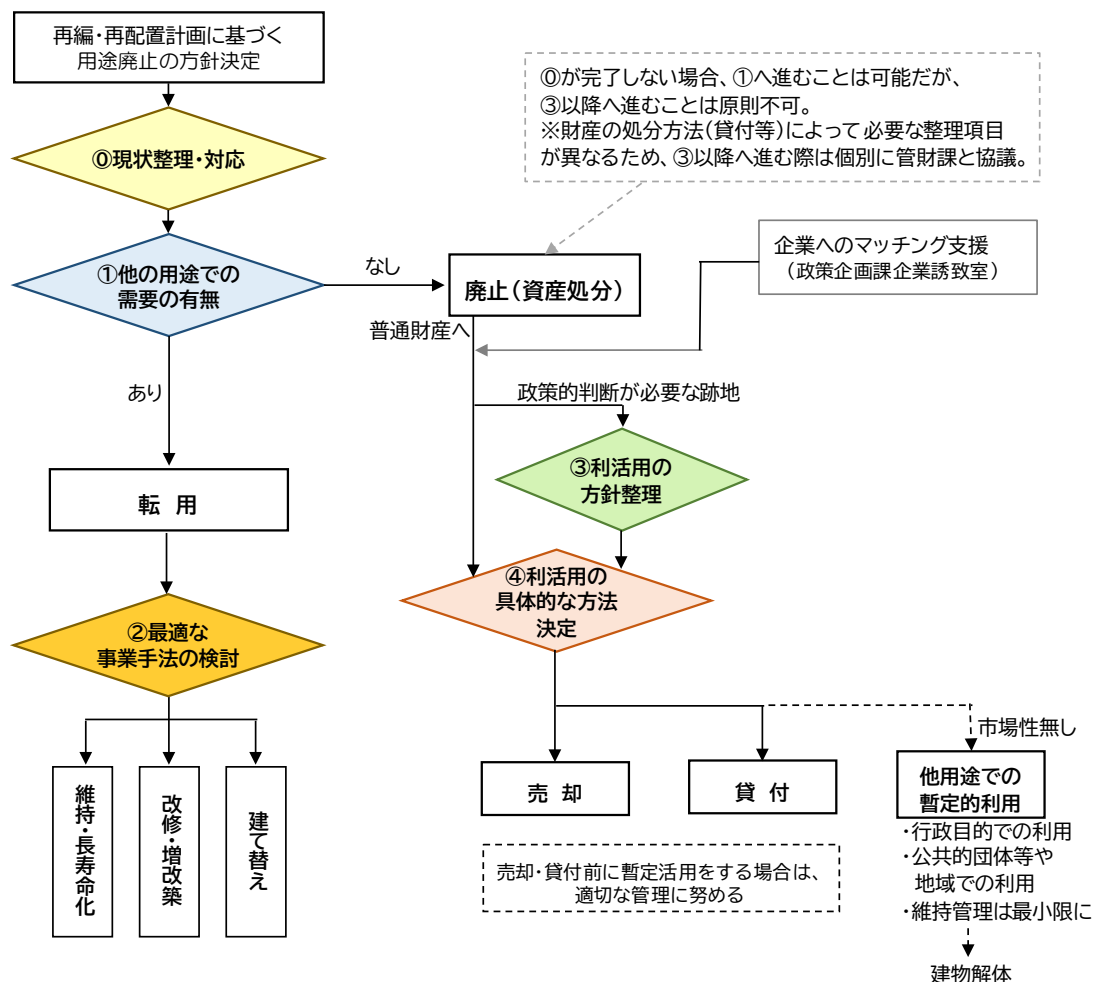 再編・再配置計画に基づく
用途廃止の方針決定
⓪が完了しない場合、①へ進むことは可能だが、
③以降へ進むことは原則不可。
※財産の処分方法(貸付等)によって必要な整理項目
が異なるため、③以降へ進む際は個別に管財課と協議。
⓪現状整理・対応
①他の用途での
需要の有無
なし
廃止(資産処分)
企業へのマッチング支援
(政策企画課企業誘致室)
普通財産へ
あり
政策的判断が必要な跡地
③利活用の
方針整理
転 用
④利活用の
具体的な方法
決定
②最適な
事業手法の検討
維持・長寿命化
改修・増改築
建て替え
市場性無し
売 却
貸 付
他用途での
暫定的利用
・行政目的での利用
・公共的団体等や
地域での利用
・維持管理は最小限に
売却・貸付前に暫定活用をする場合は、
適切な管理に努める
建物解体